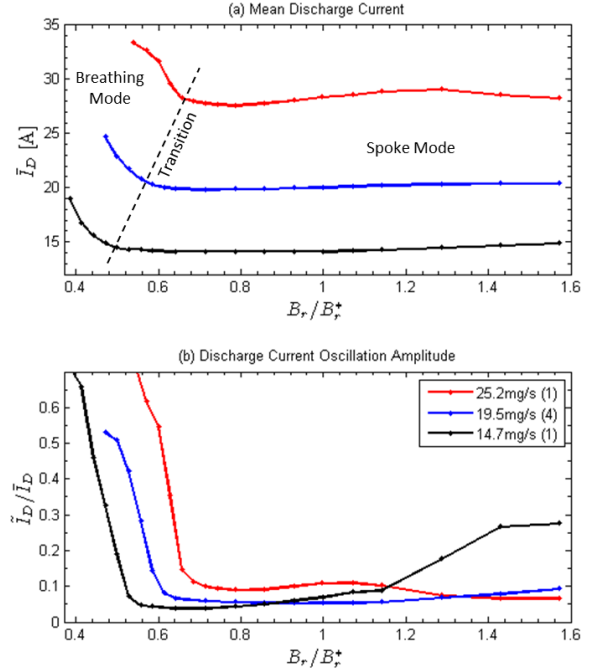 (a) Mean Discharge Current
35
30
25
20
15
Breathing
Mode
Transition
Spoke Mode
Ī_D [A]
0.4 0.6 0.8 1 1.2 1.4 1.6
B_r/B_r^+
(b) Discharge Current Oscillation Amplitude
0.6
0.5
0.4
0.3
0.2
0.1
0
25.2mg/s (1)
19.5mg/s (4)
14.7mg/s (1)
Ĩ_D/Ī_D
0.4 0.6 0.8 1 1.2 1.4 1.6
B_r/B_r^+